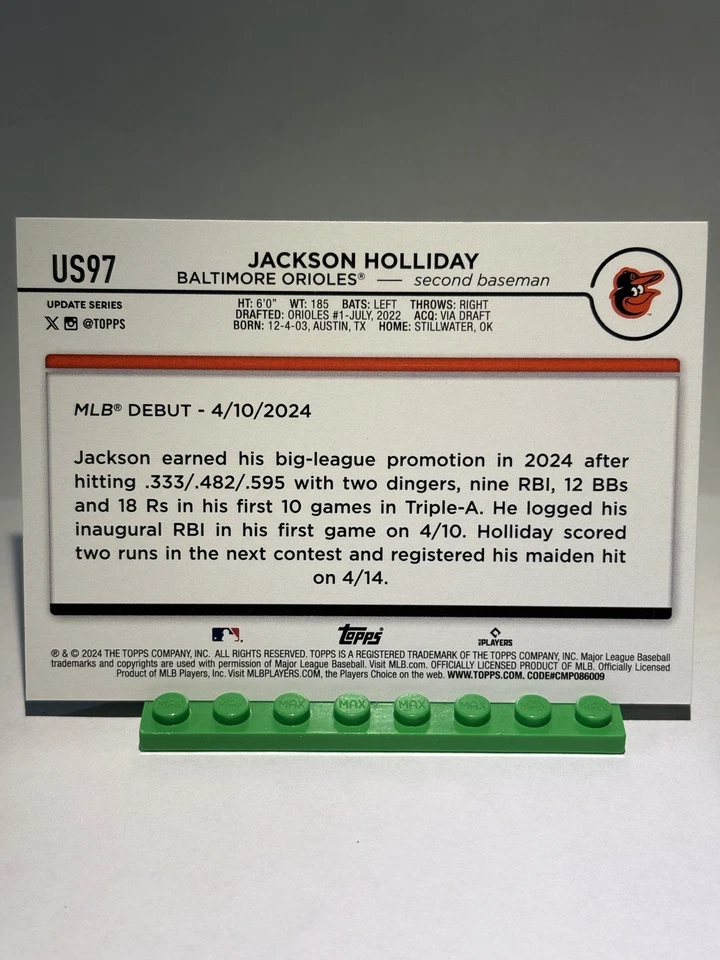 US97
JACKSON HOLLIDAY
BALTIMORE ORIOLES® — second baseman
UPDATE SERIES
@TOPPS
HT: 6'0" WT: 185 BATS: LEFT THROWS: RIGHT
DRAFTED: ORIOLES #1-JULY, 2022 ACQ: VIA DRAFT
BORN: 12-4-03, AUSTIN, TX HOME: STILLWATER, OK
MLB® DEBUT - 4/10/2024
Jackson earned his big-league promotion in 2024 after
hitting .333/.482/.595 with two dingers, nine RBI, 12 BBs
and 18 Rs in his first 10 games in Triple-A. He logged his
inaugural RBI in his first game on 4/10. Holliday scored
two runs in the next contest and registered his maiden hit
on 4/14.
Topps®
PLAYERS
® & © 2024 THE TOPPS COMPANY, INC. ALL RIGHTS RESERVED. TOPPS IS A REGISTERED TRADEMARK OF THE TOPPS COMPANY, INC. Major League Baseball
trademarks and copyrights are used with permission of Major League Baseball. Visit MLB.com. OFFICIALLY LICENSED PRODUCT OF MLB. Officially Licensed
Product of MLB Players, Inc. Visit MLBPLAYERS.COM, the Players Choice on the web. WWW.TOPPS.COM. CODE#CMP086009
MAX MAX MAX MAX MAX MAX MAX MAX